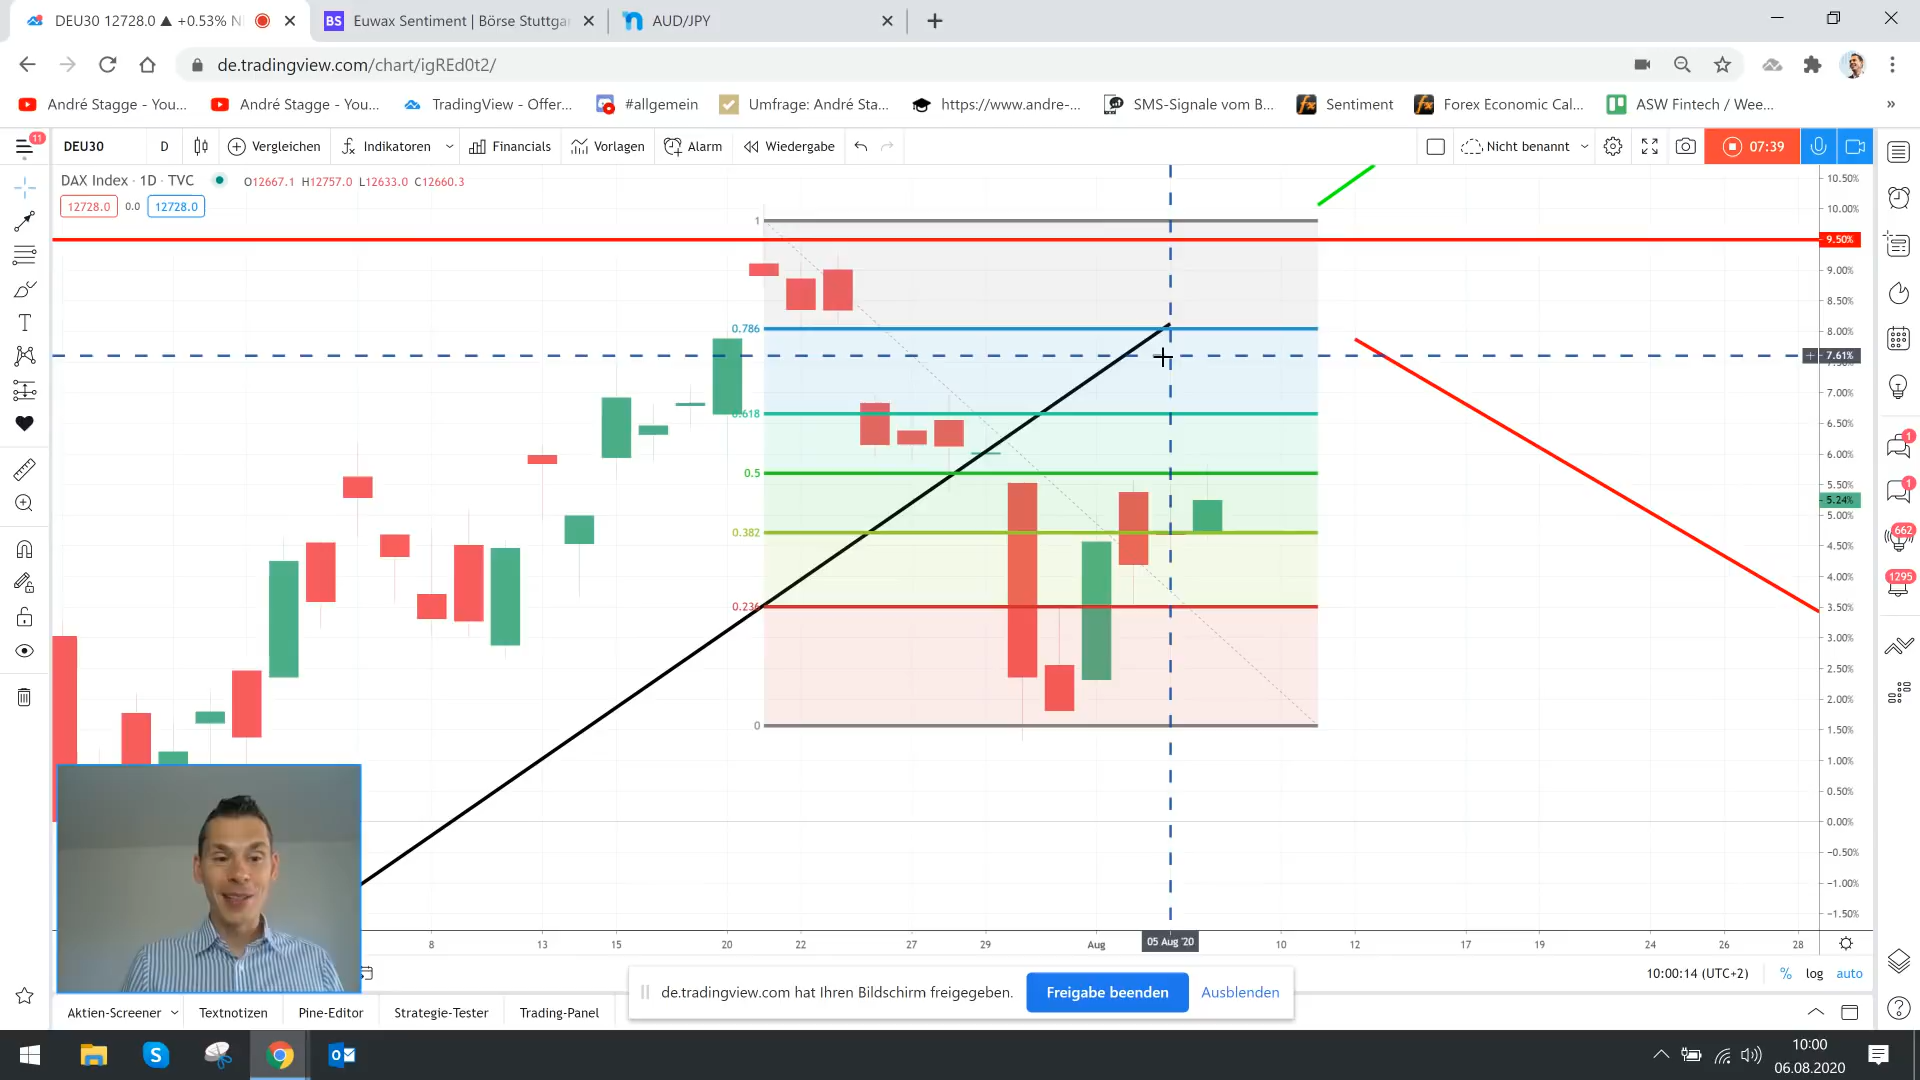 DEU30 12728.0 ▲ +0.53% N
BS Euwax Sentiment | Börse Stuttgar
AUD/JPY
de.tradingview.com/chart/igREd0t2/
André Stagge - You...
André Stagge - You...
TradingView - Offer...
#allgemein
Umfrage: André Sta...
https://www.andre-...
SMS-Signale vom B...
Sentiment
Forex Economic Cal...
ASW Fintech / Wee...
»
11
DEU30
D
Vergleichen
Indikatoren
Financials
Vorlagen
Alarm
Wiedergabe
Nicht benannt
07:39
DAX Index · 1D · TVC
O12667.1 H12757.0 L12633.0 C12660.3
12728.0 0.0 12728.0
1
0.786
0.618
0.5
0.382
0.236
0
10.50%
10.00%
9.50%
9.00%
8.50%
8.00%
7.61%
7.00%
6.50%
6.00%
5.50%
5.24%
5.00%
4.50%
4.00%
3.50%
3.00%
2.50%
2.00%
1.50%
1.00%
0.50%
0.00%
−0.50%
−1.00%
−1.50%
1
1
662
1295
8 13 15 20 22 27 29 Aug 05 Aug '20 10 12 17 19 24 26 28
10:00:14 (UTC+2) % log auto
de.tradingview.com hat Ihren Bildschirm freigegeben. Freigabe beenden Ausblenden
Aktien-Screener Textnotizen Pine-Editor Strategie-Tester Trading-Panel
10:00
06.08.2020